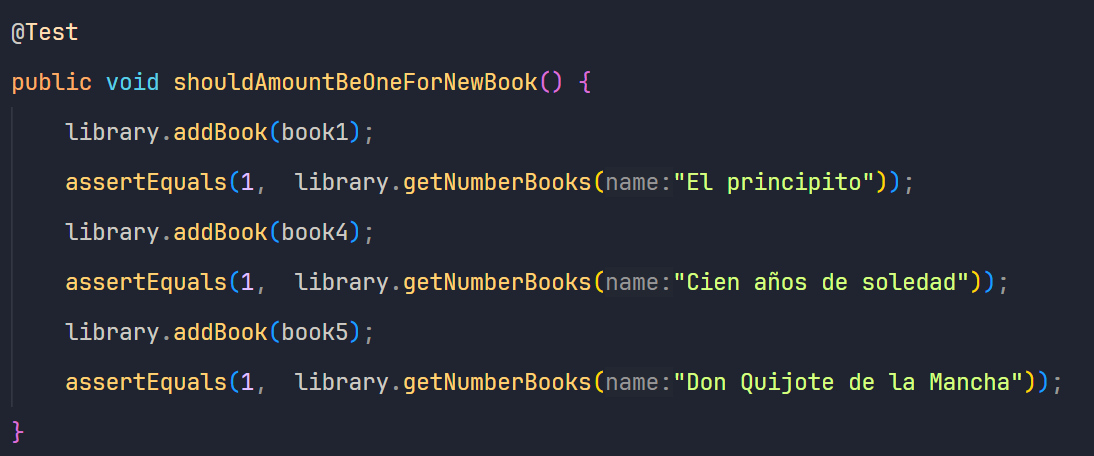 @Test
public void shouldAmountBeOneForNewBook() {
library.addBook(book1);
assertEquals(1, library.getNumberBooks(name:"El principito"));
library.addBook(book4);
assertEquals(1, library.getNumberBooks(name:"Cien años de soledad"));
library.addBook(book5);
assertEquals(1, library.getNumberBooks(name:"Don Quijote de la Mancha"));
}